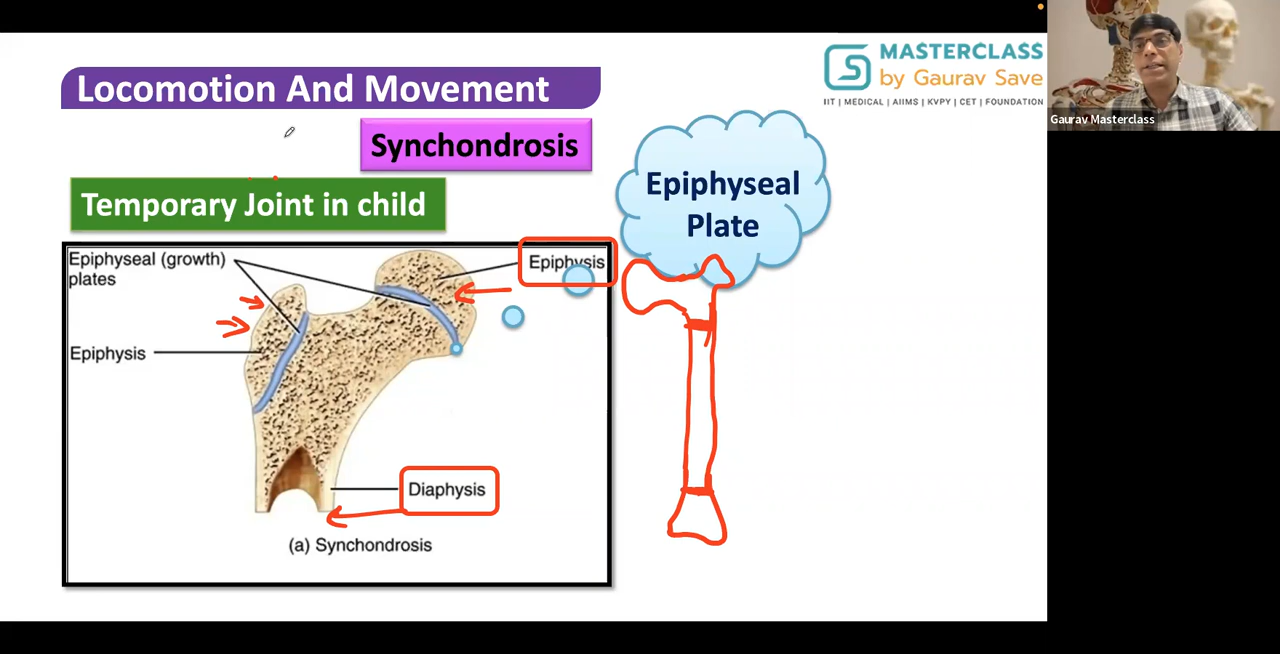 MASTERCLASS
by Gaurav Save
IIT | MEDICAL | AIIMS | KVPY | CET | FOUNDATION
Gaurav Masterclass
Locomotion And Movement
Synchondrosis
Temporary Joint in child
Epiphyseal
Plate
Epiphyseal (growth)
plates
Epiphysis
Epiphysis
Diaphysis
(a) Synchondrosis